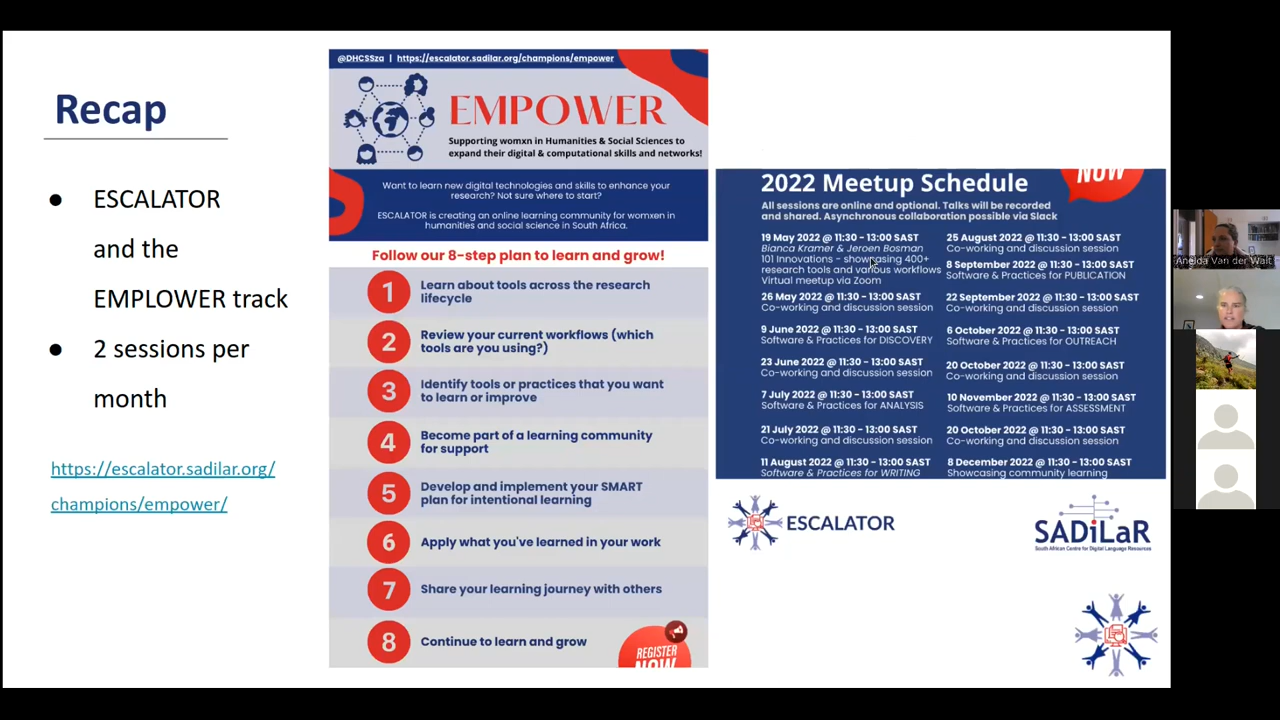 Recap
● ESCALATOR
and the
EMPLOWER track
● 2 sessions per
month
https://escalator.sadilar.org/
champions/empower/
@DHCSSza | https://escalator.sadilar.org/champions/empower
EMPOWER
Supporting womxn in Humanities & Social Sciences to
expand their digital & computational skills and networks!
Want to learn new digital technologies and skills to enhance your
research? Not sure where to start?
ESCALATOR is creating an online learning community for womxen in
humanities and social science in South Africa.
Follow our 8-step plan to learn and grow!
1 Learn about tools across the research
lifecycle
2 Review your current workflows (which
tools are you using?)
3 Identify tools or practices that you want
to learn or improve
4 Become part of a learning community
for support
5 Develop and implement your SMART
plan for intentional learning
6 Apply what you've learned in your work
7 Share your learning journey with others
8 Continue to learn and grow
REGISTER
NOW
NOW
2022 Meetup Schedule
All sessions are online and optional. Talks will be recorded
and shared. Asynchronous collaboration possible via Slack
19 May 2022 @ 11:30 - 13:00 SAST
Bianca Kramer & Jeroen Bosman
101 Innovations - showcasing 400+
research tools and various workflows
Virtual meetup via Zoom
26 May 2022 @ 11:30 - 13:00 SAST
Co-working and discussion session
9 June 2022 @ 11:30 - 13:00 SAST
Software & Practices for DISCOVERY
23 June 2022 @ 11:30 - 13:00 SAST
Co-working and discussion session
7 July 2022 @ 11:30 - 13:00 SAST
Software & Practices for ANALYSIS
21 July 2022 @ 11:30 - 13:00 SAST
Co-working and discussion session
11 August 2022 @ 11:30 - 13:00 SAST
Software & Practices for WRITING
25 August 2022 @ 11:30 - 13:00 SAST
Co-working and discussion session
8 September 2022 @ 11:30 - 13:00 SAST
Software & Practices for PUBLICATION
22 September 2022 @ 11:30 - 13:00 SAST
Co-working and discussion session
6 October 2022 @ 11:30 - 13:00 SAST
Software & Practices for OUTREACH
20 October 2022 @ 11:30 - 13:00 SAST
Co-working and discussion session
10 November 2022 @ 11:30 - 13:00 SAST
Software & Practices for ASSESSMENT
20 October 2022 @ 11:30 - 13:00 SAST
Co-working and discussion session
8 December 2022 @ 11:30 - 13:00 SAST
Showcasing community learning
ESCALATOR
SADiLaR
South African Centre for Digital Language Resources
Anelda Van der Walt